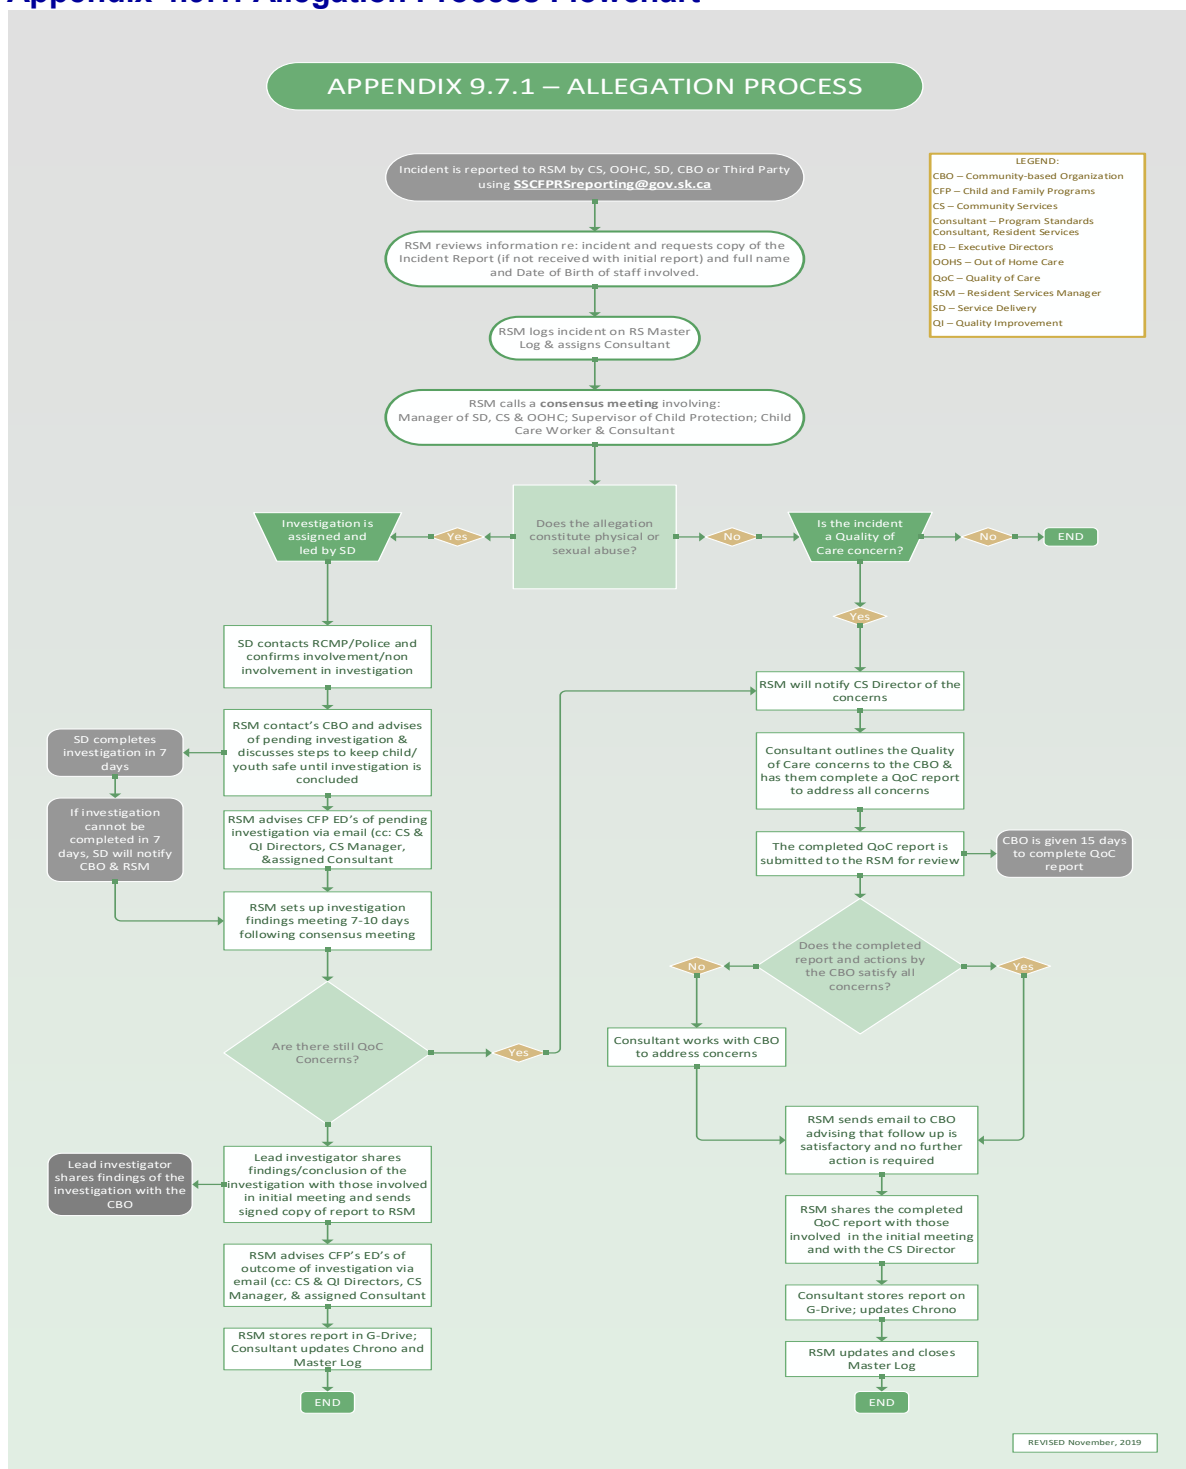 APPENDIX 9.7.1 – ALLEGATION PROCESS
Incident is reported to RSM by CS, OOHC, SD, CBO or Third Party
using SSCFPRSreporting@gov.sk.ca
LEGEND:
CBO – Community-based Organization
CFP – Child and Family Programs
CS – Community Services
Consultant – Program Standards
Consultant, Resident Services
ED – Executive Directors
OOHS – Out of Home Care
QoC – Quality of Care
RSM – Resident Services Manager
SD – Service Delivery
QI – Quality Improvement
RSM reviews information re: incident and requests copy of the
Incident Report (if not received with initial report) and full name
and Date of Birth of staff involved.
RSM logs incident on RS Master
Log & assigns Consultant
RSM calls a consensus meeting involving:
Manager of SD, CS & OOHC; Supervisor of Child Protection; Child
Care Worker & Consultant
Does the allegation
constitute physical or
sexual abuse?
Yes
Investigation is
assigned and
led by SD
No
Is the incident
a Quality of
Care concern?
No
END
Yes
SD contacts RCMP/Police and
confirms involvement/non
involvement in investigation
RSM contact’s CBO and advises
of pending investigation &
discusses steps to keep child/
youth safe until investigation is
concluded
SD completes
investigation in 7
days
If investigation
cannot be
completed in 7
days, SD will notify
CBO & RSM
RSM advises CFP ED’s of pending
investigation via email (cc: CS &
QI Directors, CS Manager,
&assigned Consultant
RSM sets up investigation
findings meeting 7-10 days
following consensus meeting
Are there still QoC
Concerns?
Yes
Lead investigator shares
findings/conclusion of the
investigation with those involved
in initial meeting and sends
signed copy of report to RSM
Lead investigator
shares findings of the
investigation with the
CBO
RSM advises CFP’s ED’s of
outcome of investigation via
email (cc: CS & QI Directors, CS
Manager, & assigned Consultant
RSM stores report in G-Drive;
Consultant updates Chrono and
Master Log
END
RSM will notify CS Director of the
concerns
Consultant outlines the Quality
of Care concerns to the CBO &
has them complete a QoC report
to address all concerns
The completed QoC report is
submitted to the RSM for review
CBO is given 15 days
to complete QoC
report
Does the completed
report and actions by
the CBO satisfy all
concerns?
No
Yes
Consultant works with CBO
to address concerns
RSM sends email to CBO
advising that follow up is
satisfactory and no further
action is required
RSM shares the completed
QoC report with those
involved in the initial meeting
and with the CS Director
Consultant stores report on
G-Drive; updates Chrono
RSM updates and closes
Master Log
END
REVISED November, 2019